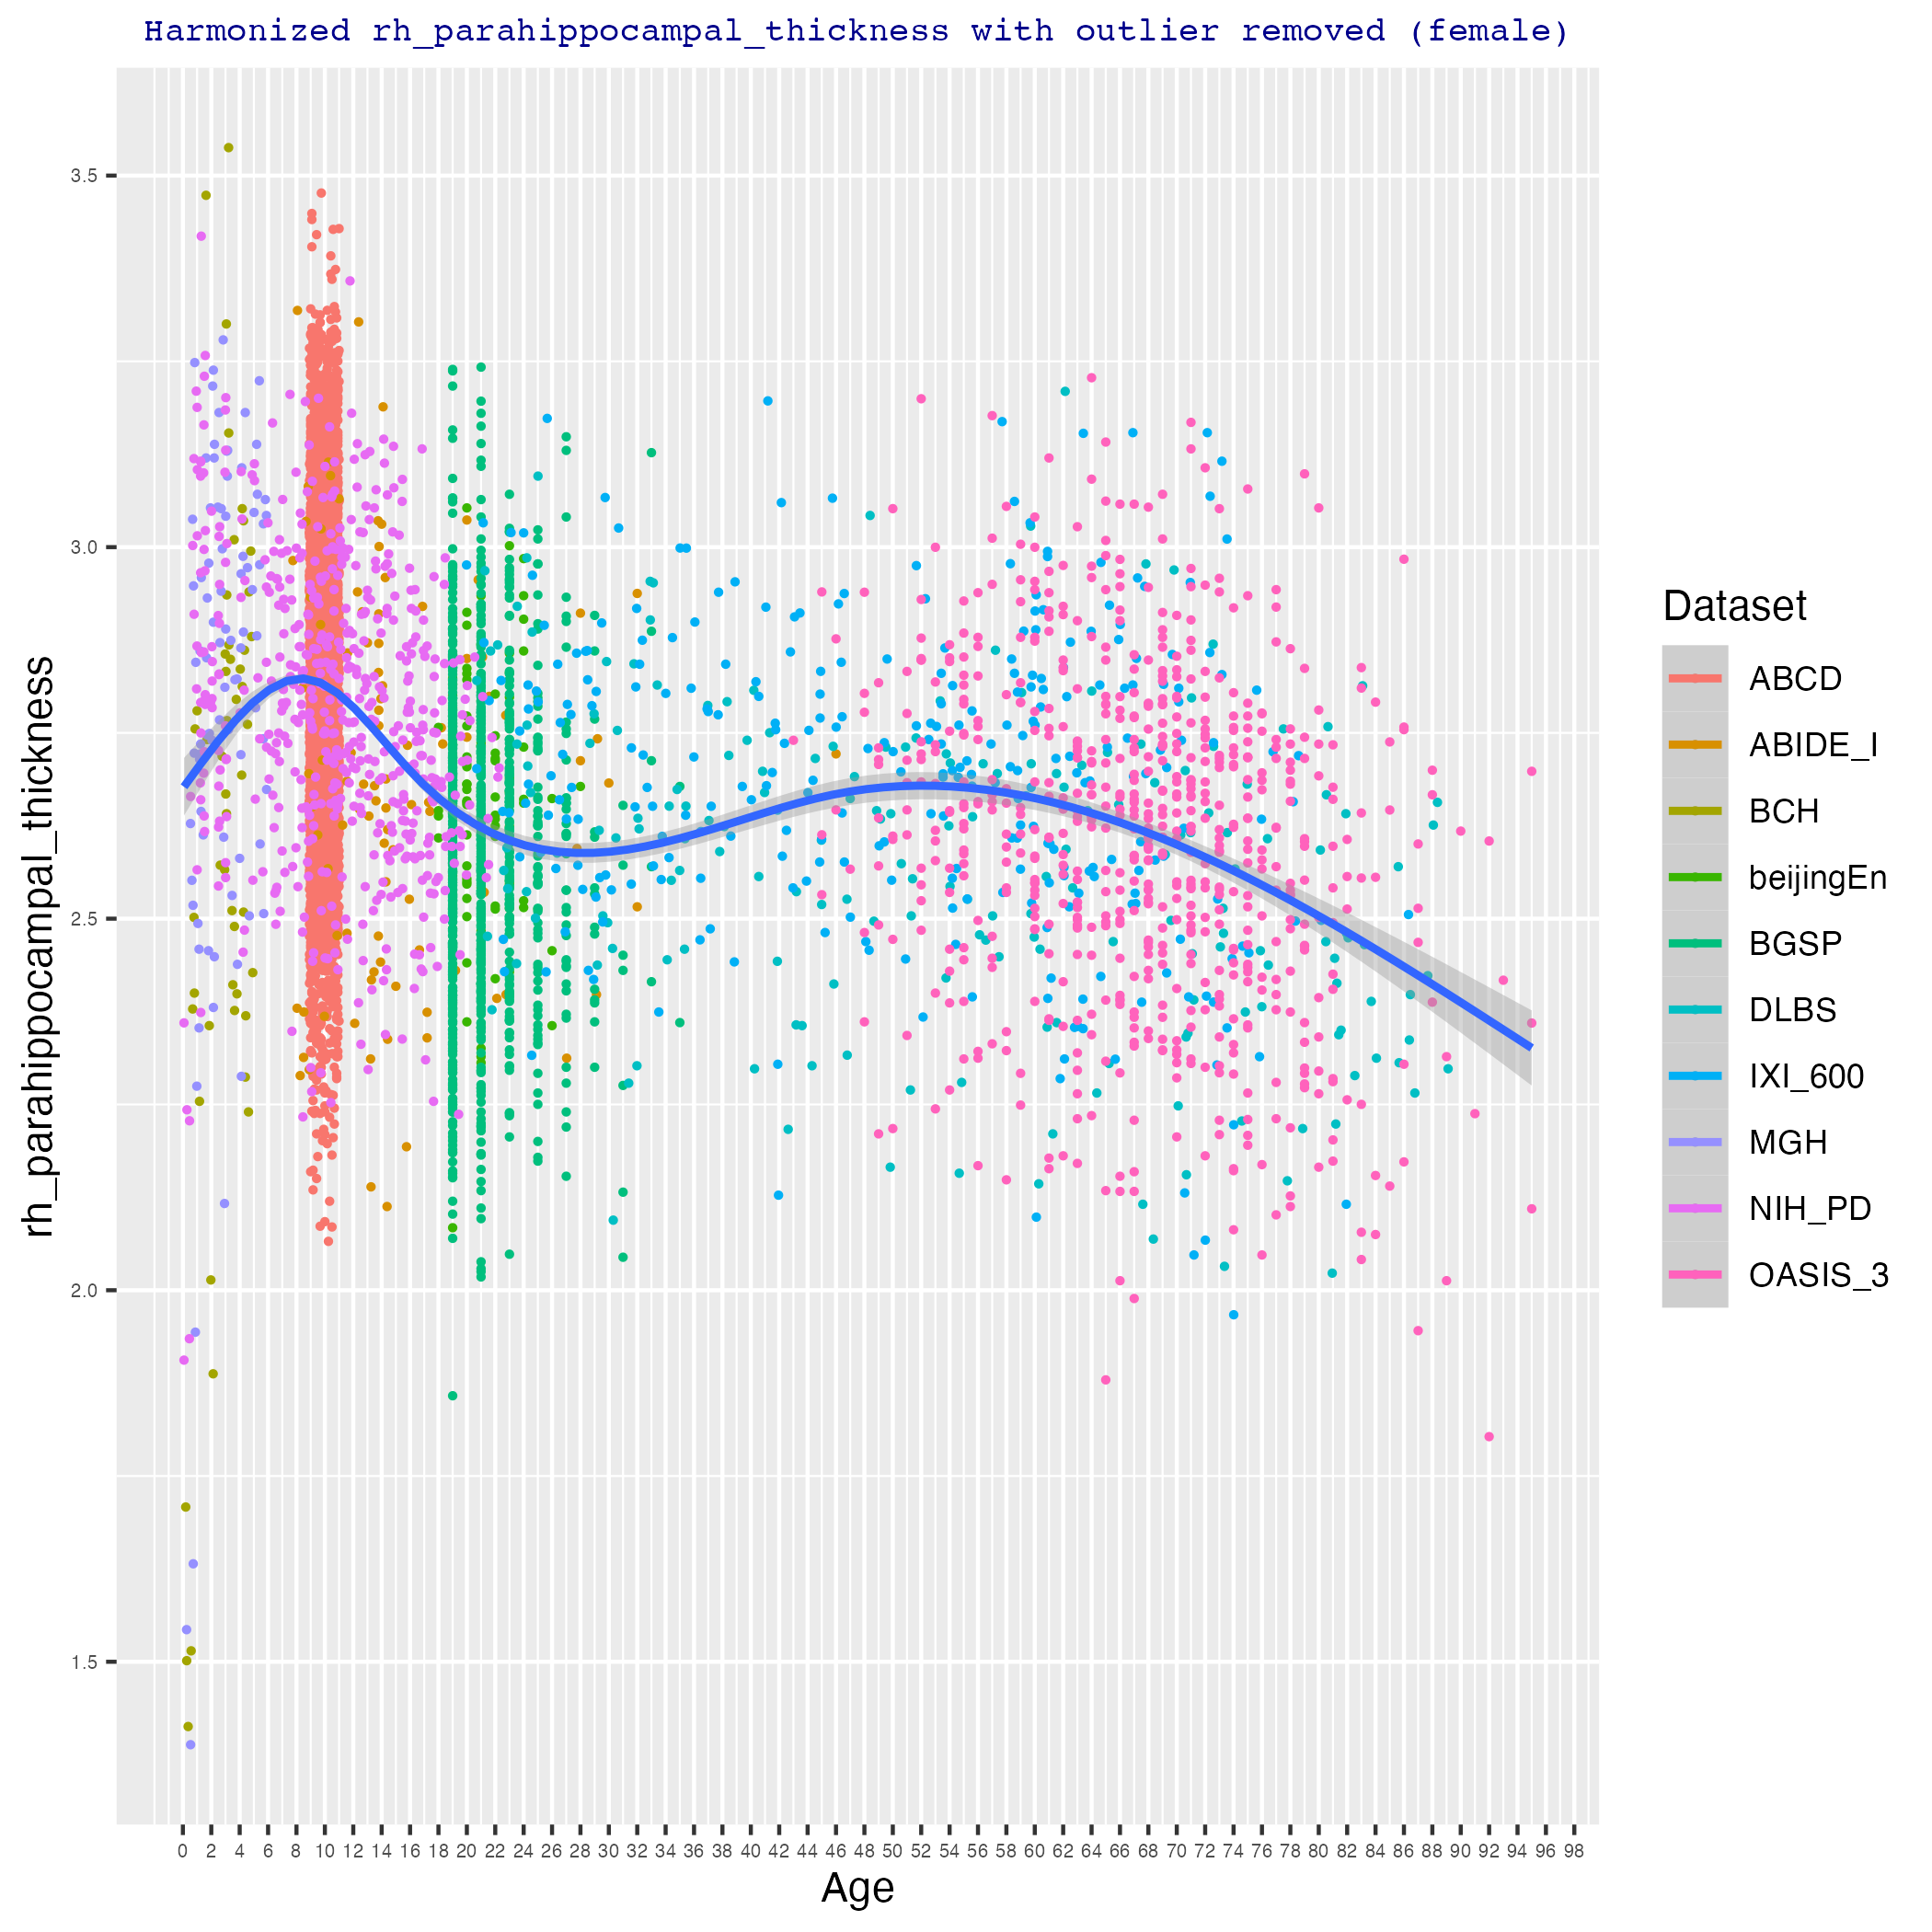 Harmonized rh_parahippocampal_thickness with outlier removed (female)
rh_parahippocampal_thickness
3.5
3.0
2.5
2.0
1.5
0 2 4 6 8 10 12 14 16 18 20 22 24 26 28 30 32 34 36 38 40 42 44 46 48 50 52 54 56 58 60 62 64 66 68 70 72 74 76 78 80 82 84 86 88 90 92 94 96 98
Age
Dataset
ABCD
ABIDE_I
BCH
beijingEn
BGSP
DLBS
IXI_600
MGH
NIH_PD
OASIS_3